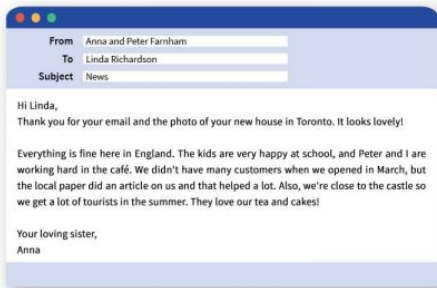 From Anna and Peter Farnham
To Linda Richardson
Subject News
Hi Linda,
Thank you for your email and the photo of your new house in Toronto. It looks lovely!
Everything is fine here in England. The kids are very happy at school, and Peter and I are
working hard in the café. We didn't have many customers when we opened in March, but
the local paper did an article on us and that helped a lot. Also, we're close to the castle so
we get a lot of tourists in the summer. They love our tea and cakes!
Your loving sister,
Anna